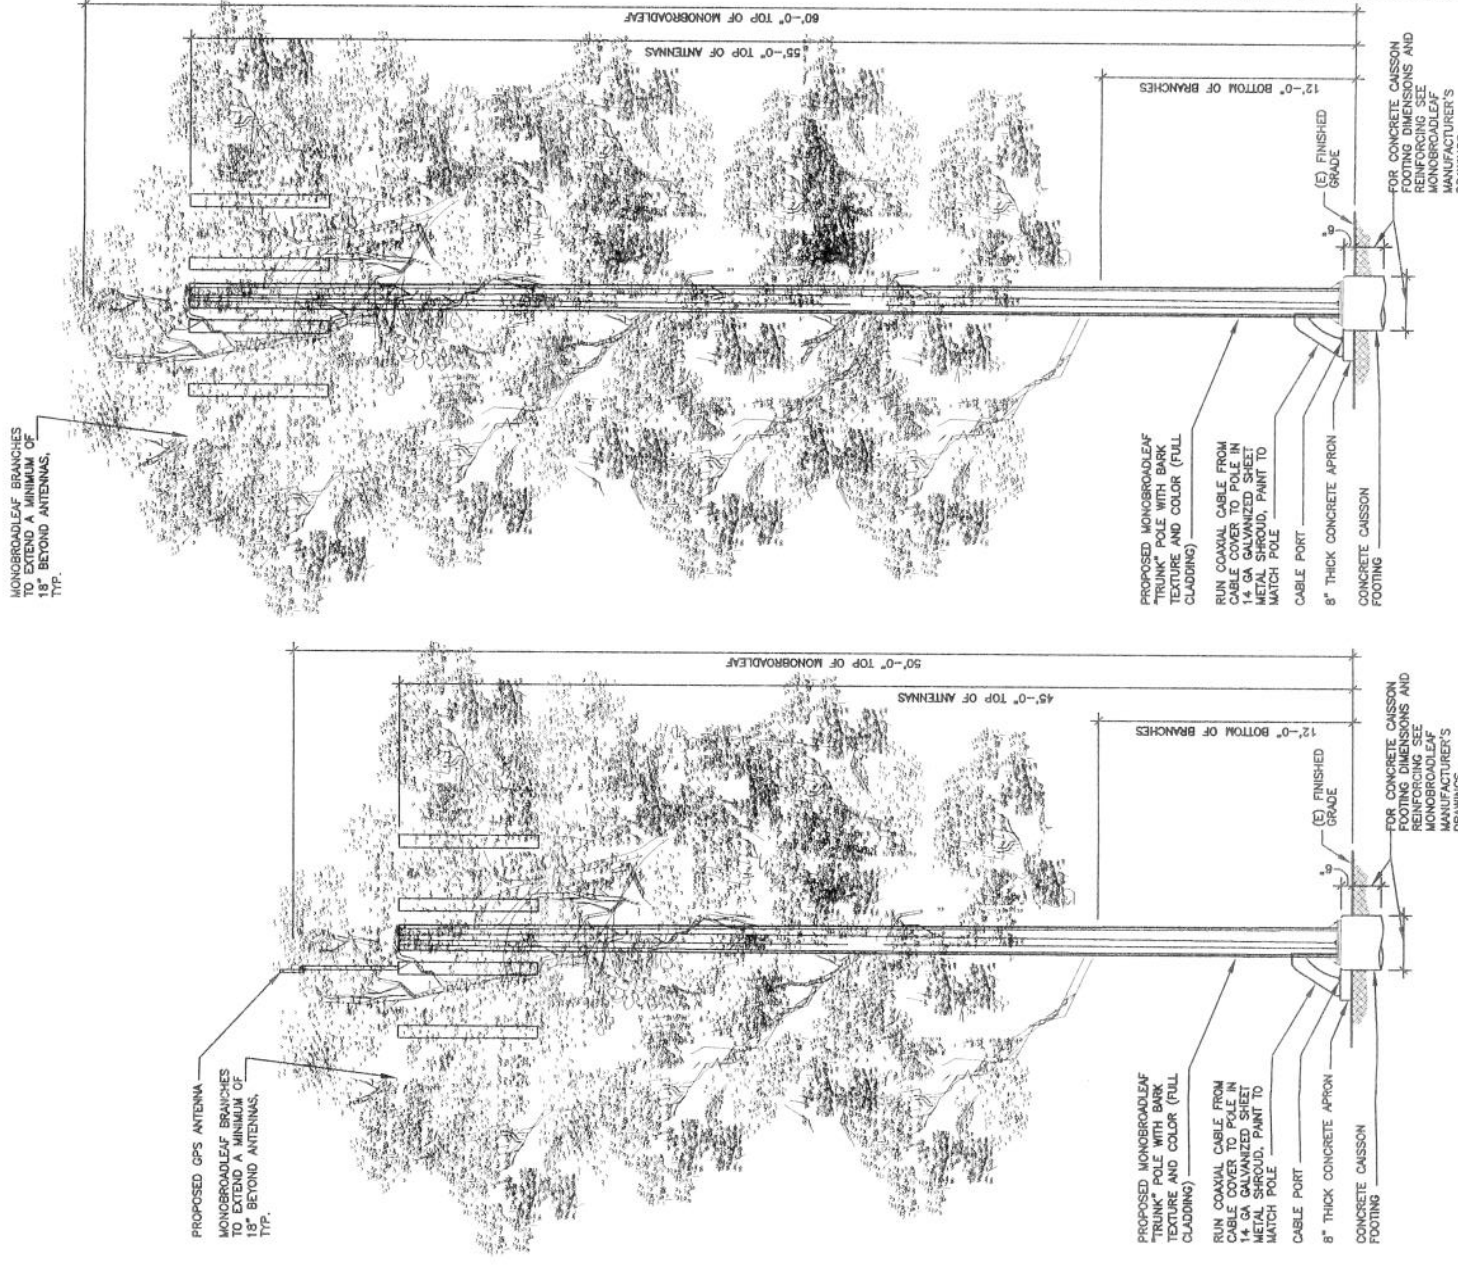 60'-0" TOP OF MONOBROADLEAF
55'-0" TOP OF ANTENNAS
12'-0" BOTTOM OF BRANCHES
MONOBROADLEAF BRANCHES
TO EXTEND A MINIMUM OF
18" BEYOND ANTENNAS,
TYP.
(E) FINISHED
GRADE
6"
FOR CONCRETE CAISSON
FOOTING DIMENSIONS AND
REINFORCING SEE
MONOBROADLEAF
MANUFACTURER'S
PROPOSED MONOBROADLEAF
"TRUNK" POLE WITH BARK
TEXTURE AND COLOR (FULL
CLADDING)
RUN COAXIAL CABLE FROM
CABLE COVER TO POLE IN
14 GA GALVANIZED SHEET
METAL SHROUD, PAINT TO
MATCH POLE
CABLE PORT
8" THICK CONCRETE APRON
CONCRETE CAISSON
FOOTING
50'-0" TOP OF MONOBROADLEAF
45'-0" TOP OF ANTENNAS
12'-0" BOTTOM OF BRANCHES
PROPOSED GPS ANTENNA
MONOBROADLEAF BRANCHES
TO EXTEND A MINIMUM OF
18" BEYOND ANTENNAS,
TYP.
(E) FINISHED
GRADE
6"
FOR CONCRETE CAISSON
FOOTING DIMENSIONS AND
REINFORCING SEE
MONOBROADLEAF
MANUFACTURER'S
DRAWINGS
PROPOSED MONOBROADLEAF
"TRUNK" POLE WITH BARK
TEXTURE AND COLOR (FULL
CLADDING)
RUN COAXIAL CABLE FROM
CABLE COVER TO POLE IN
14 GA GALVANIZED SHEET
METAL SHROUD, PAINT TO
MATCH POLE
CABLE PORT
8" THICK CONCRETE APRON
CONCRETE CAISSON
FOOTING